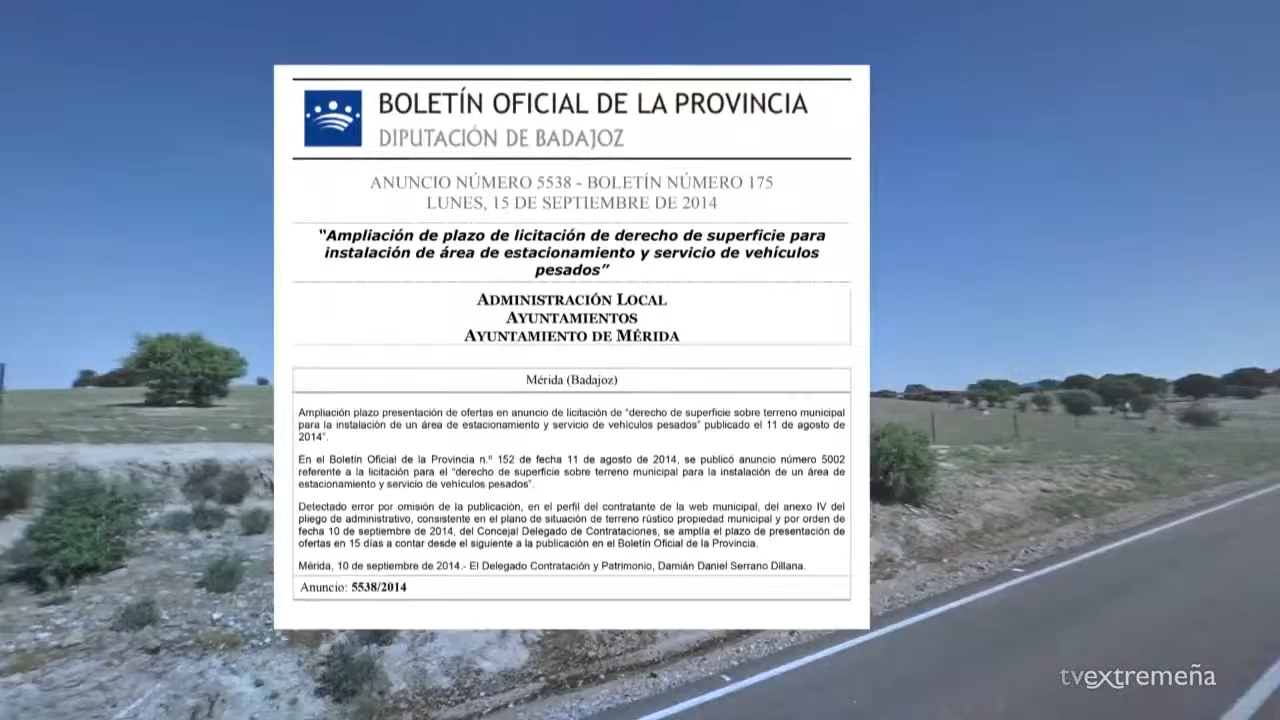 BOLETÍN OFICIAL DE LA PROVINCIA
DIPUTACIÓN DE BADAJOZ
ANUNCIO NÚMERO 5538 - BOLETÍN NÚMERO 175
LUNES, 15 DE SEPTIEMBRE DE 2014
"Ampliación de plazo de licitación de derecho de superficie para
instalación de área de estacionamiento y servicio de vehículos
pesados"
ADMINISTRACIÓN LOCAL
AYUNTAMIENTOS
AYUNTAMIENTO DE MÉRIDA
Mérida (Badajoz)
Ampliación plazo presentación de ofertas en anuncio de licitación de "derecho de superficie sobre terreno municipal
para la instalación de un área de estacionamiento y servicio de vehículos pesados" publicado el 11 de agosto de
2014".
En el Boletín Oficial de la Provincia n.º 152 de fecha 11 de agosto de 2014, se publicó anuncio número 5002
referente a la licitación para el "derecho de superficie sobre terreno municipal para la instalación de un área de
estacionamiento y servicio de vehículos pesados".
Detectado error por omisión de la publicación, en el perfil del contratante de la web municipal, del anexo IV del
pliego de administrativo, consistente en el plano de situación de terreno rústico propiedad municipal y por orden de
fecha 10 de septiembre de 2014, del Concejal Delegado de Contrataciones, se amplía el plazo de presentación de
ofertas en 15 días a contar desde el siguiente a la publicación en el Boletín Oficial de la Provincia.
Mérida, 10 de septiembre de 2014.- El Delegado Contratación y Patrimonio, Damián Daniel Serrano Dillana.
Anuncio: 5538/2014
tvextremeña